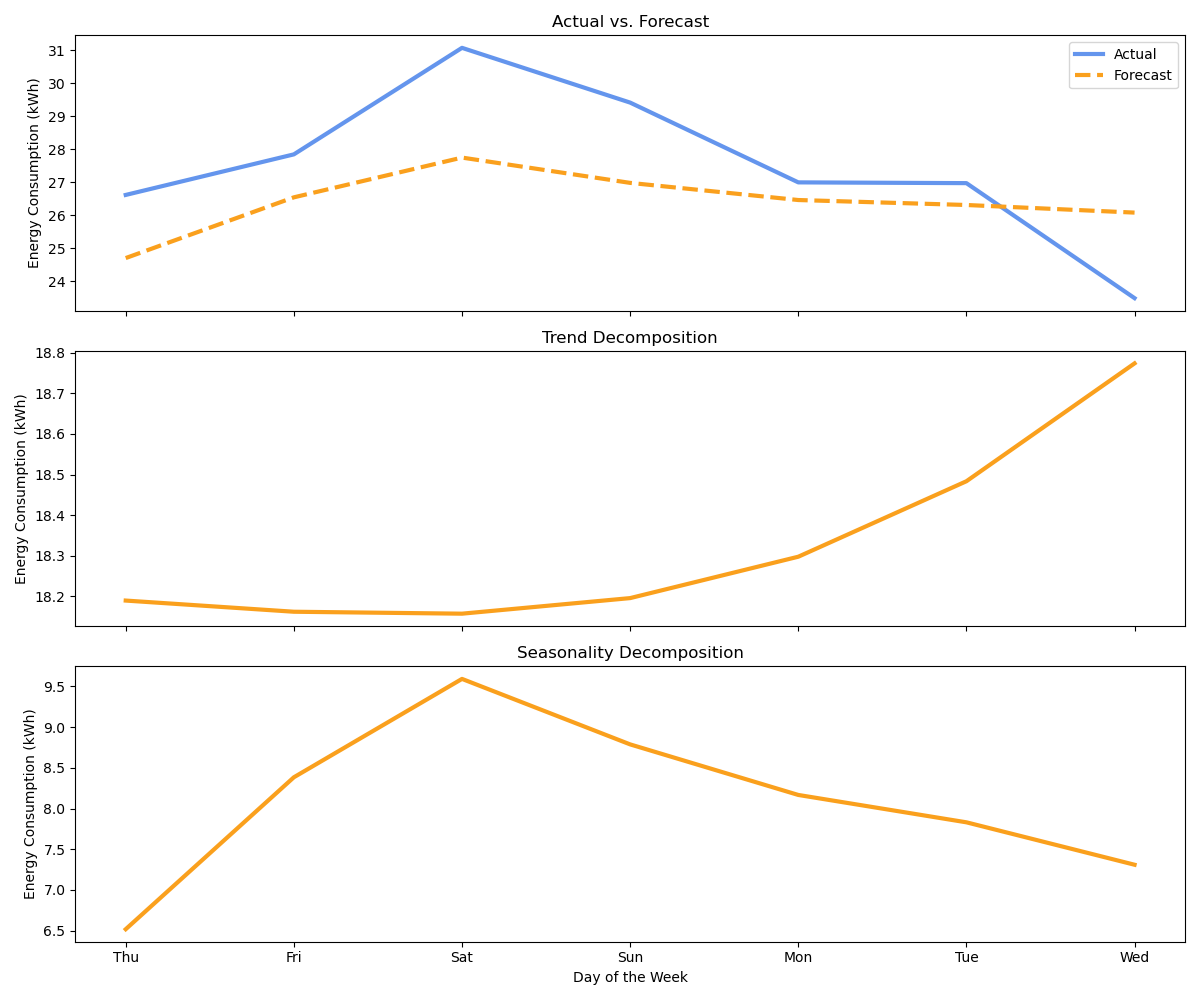 Actual vs. Forecast
Energy Consumption (kWh)
31
30
29
28
27
26
25
24
Actual
Forecast
Trend Decomposition
Energy Consumption (kWh)
18.8
18.7
18.6
18.5
18.4
18.3
18.2
Seasonality Decomposition
Energy Consumption (kWh)
9.5
9.0
8.5
8.0
7.5
7.0
6.5
Thu Fri Sat Sun Mon Tue Wed
Day of the Week